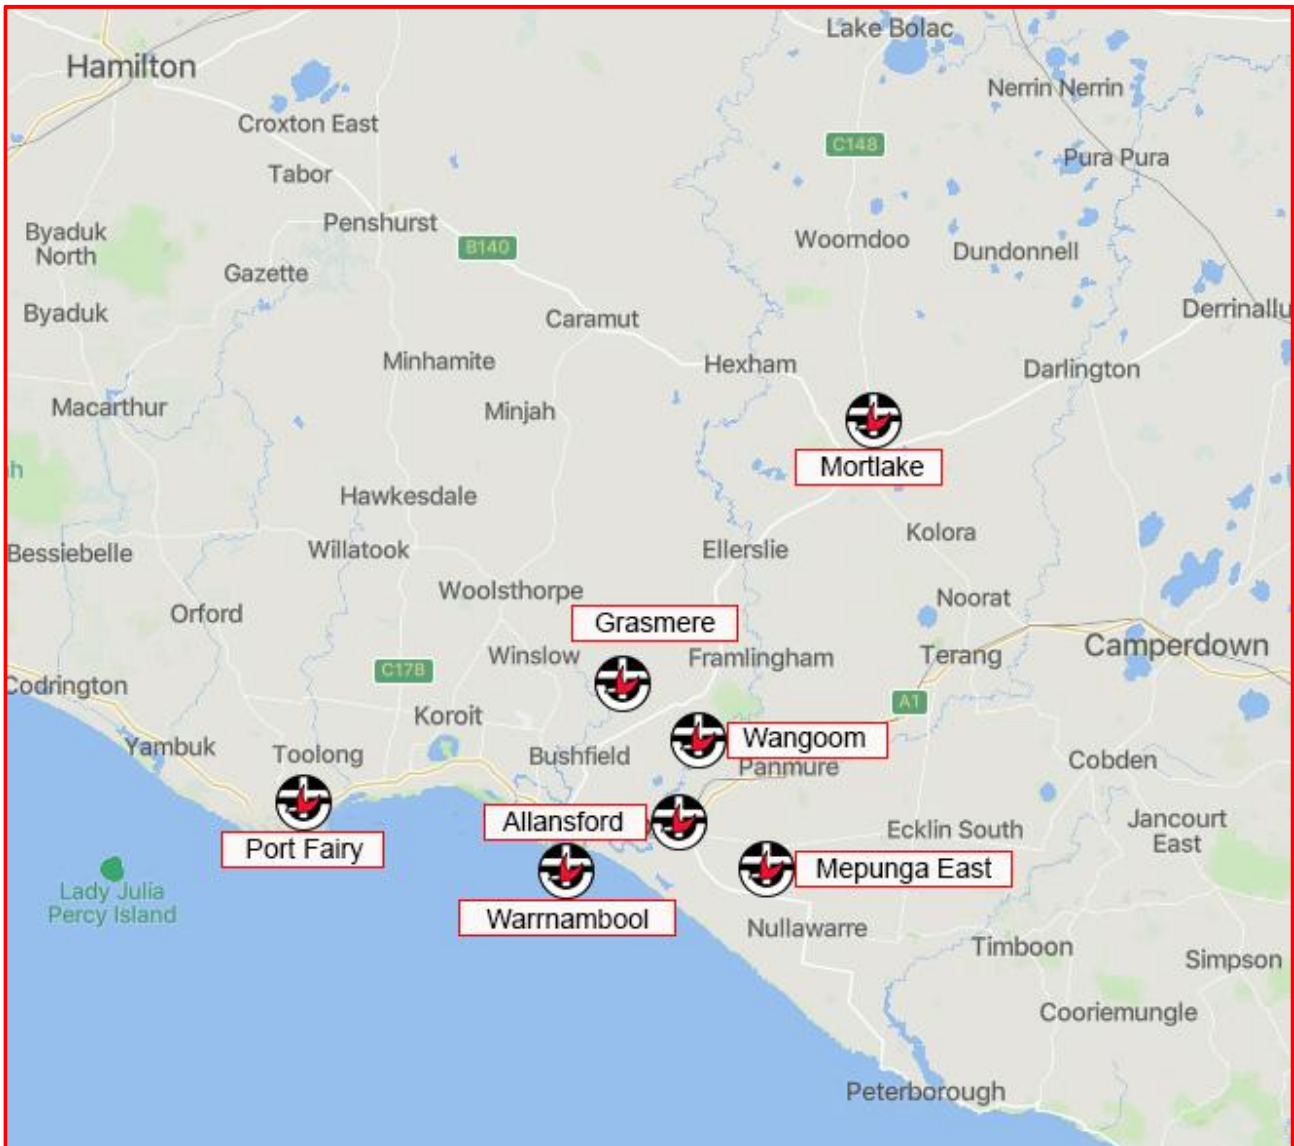 Lake Bolac
Hamilton
Nerrin Nerrin
Croxton East
C148
Pura Pura
Tabor
Penshurst
Byaduk
North
B140
Woorndoo
Dundonnell
Gazette
Byaduk
Caramut
Derrinallu
Minhamite
Hexham
Darlington
Macarthur
Minjah
Mortlake
h
Hawkesdale
Kolora
Bessiebelle
Willatook
Ellerslie
Woolsthorpe
Noorat
Orford
Grasmere
Camperdown
Winslow
Framlingham
Terang
C178
Codrington
A1
Koroit
Yambuk
Toolong
Bushfield
Wangoom
Panmure
Cobden
Allansford
Ecklin South
Jancourt
East
Port Fairy
Mepunga East
Lady Julia
Percy Island
Warrnambool
Nullawarre
Timboon
Simpson
Cooriemungle
Peterborough